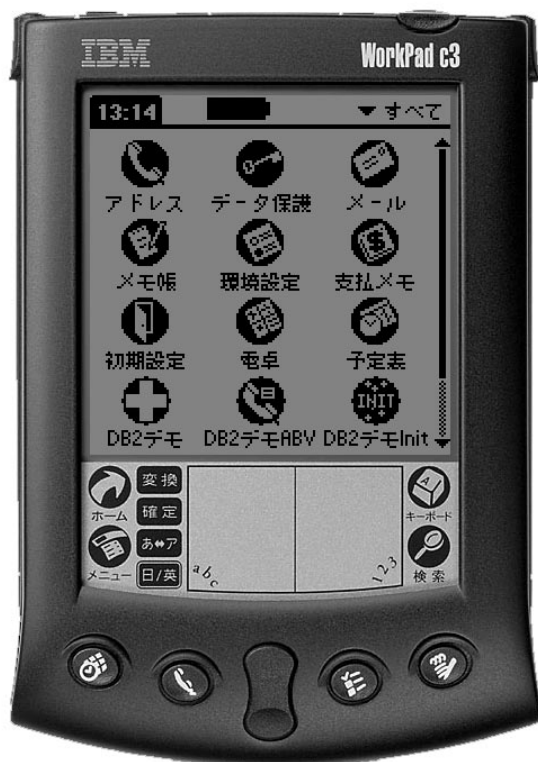 IBM
WorkPad c3
13:14
すべて
アドレス
データ保護
メール
メモ帳
環境設定
支払メモ
初期設定
電卓
予定表
DB2デモ
DB2デモABV
DB2デモInit
INIT
変換
確定
あ⇔ア
日/英
ホーム
メニュー
abc
123
A
キーボード
検索